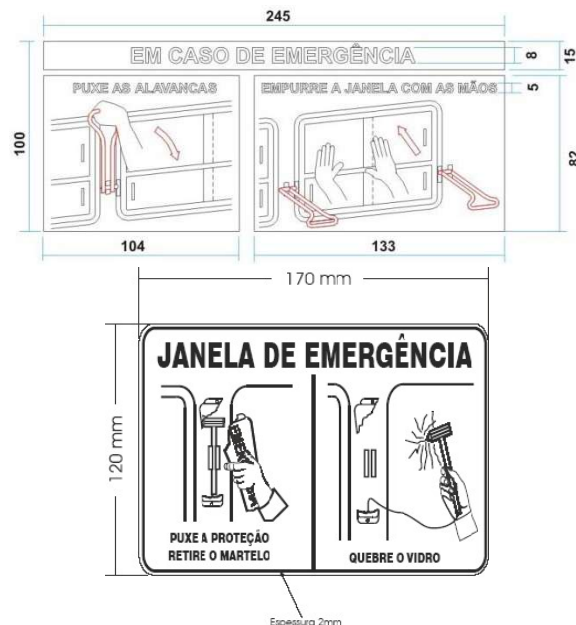 245
EM CASO DE EMERGÊNCIA
8
15
PUXE AS ALAVANCAS
EMPURRE A JANELA COM AS MÃOS
5
100
82
104
133
170 mm
120 mm
JANELA DE EMERGÊNCIA
PUXE A PROTEÇÃO
RETIRE O MARTELO
QUEBRE O VIDRO
Espessura 2mm